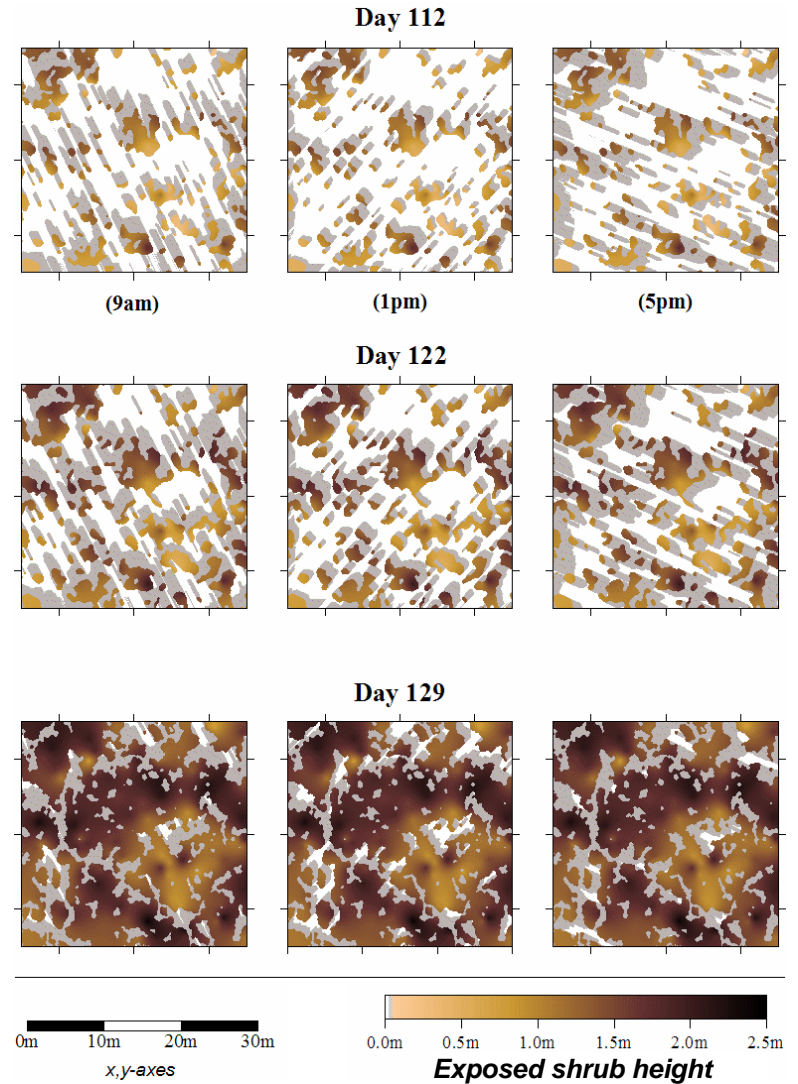 Day 112
(9am) (1pm) (5pm)
Day 122
Day 129
0m 10m 20m 30m
x,y-axes
0.0m 0.5m 1.0m 1.5m 2.0m 2.5m
Exposed shrub height